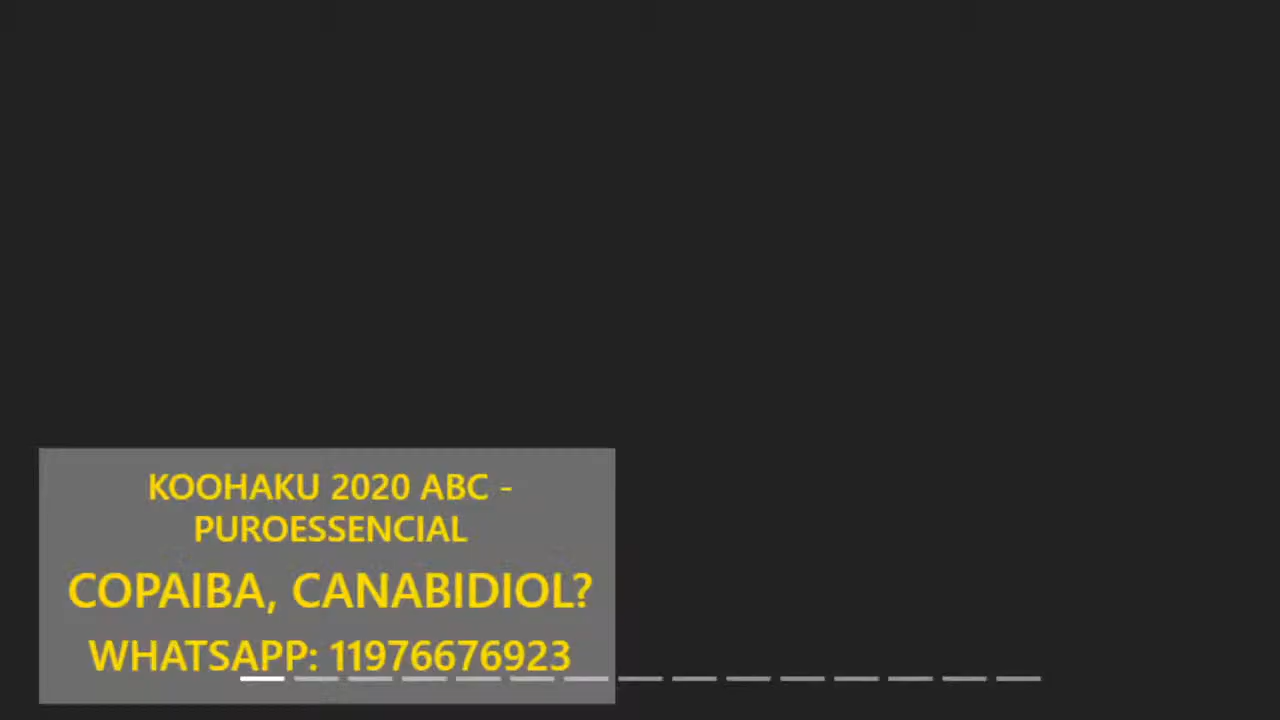 KOOHAKU 2020 ABC -
PUROESSENCIAL
COPAIBA, CANABIDIOL?
WHATSAPP: 11976676923